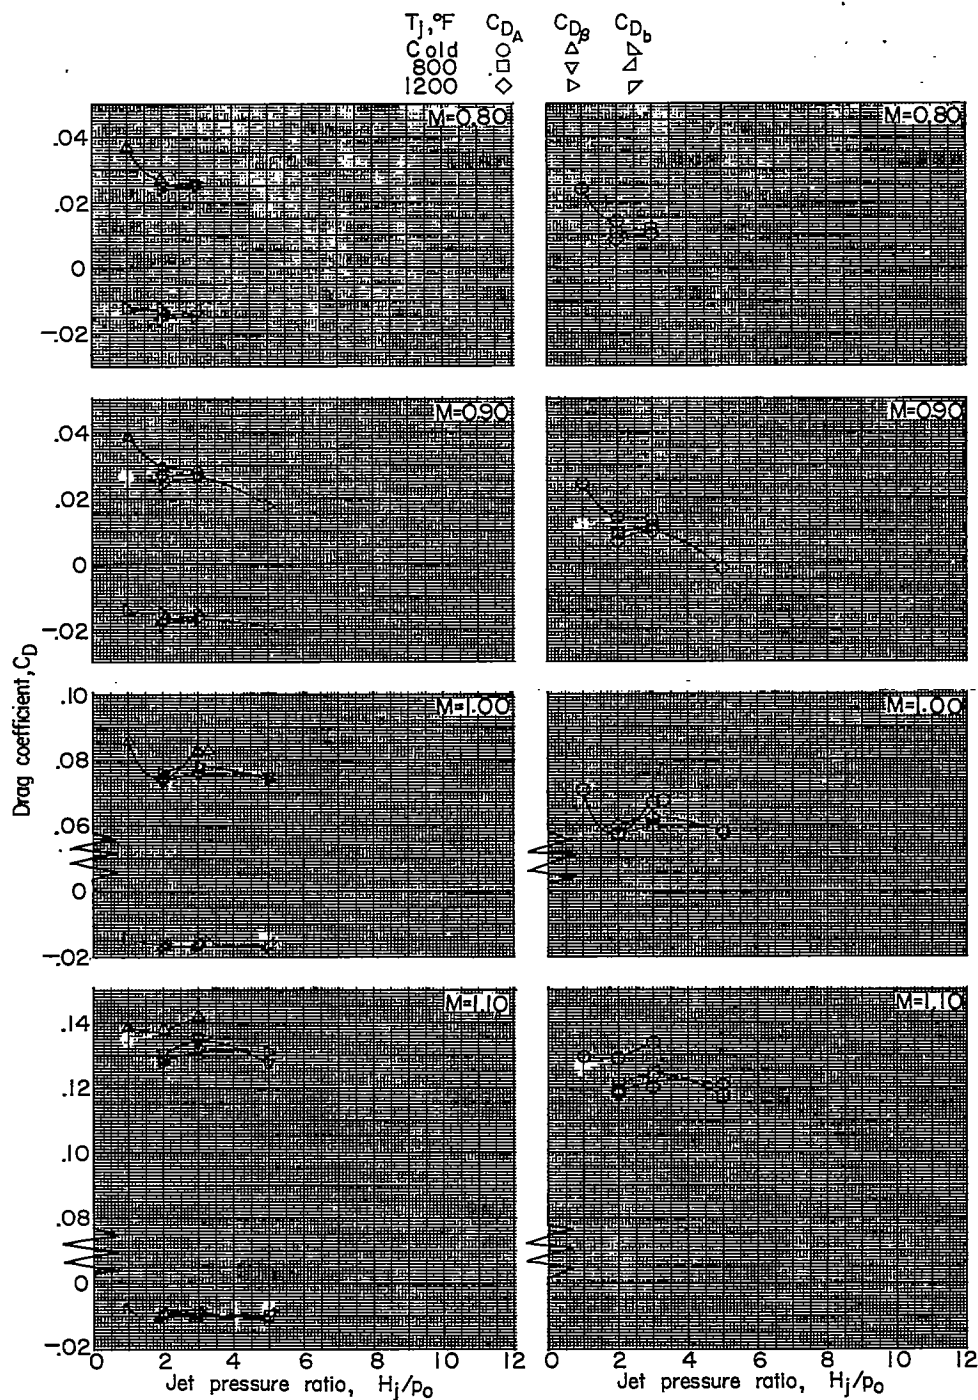 Tj,°F C_DA C_Dβ C_Db
Cold ○ △ ◺
800 □ ▽ ◿
1200 ◇ ▷ ▽
M=0.80 M=0.80
.04
.02
0
-.02
M=0.90 M=0.90
.04
.02
0
-.02
Drag coefficient, C_D
.10 M=1.00 M=1.00
.08
.06
0
-.02
M=1.10 M=1.10
.14
.12
.10
.08
0
-.02
0 2 4 6 8 10 12 0 2 4 6 8 10 12
Jet pressure ratio, Hj/po Jet pressure ratio, Hj/po